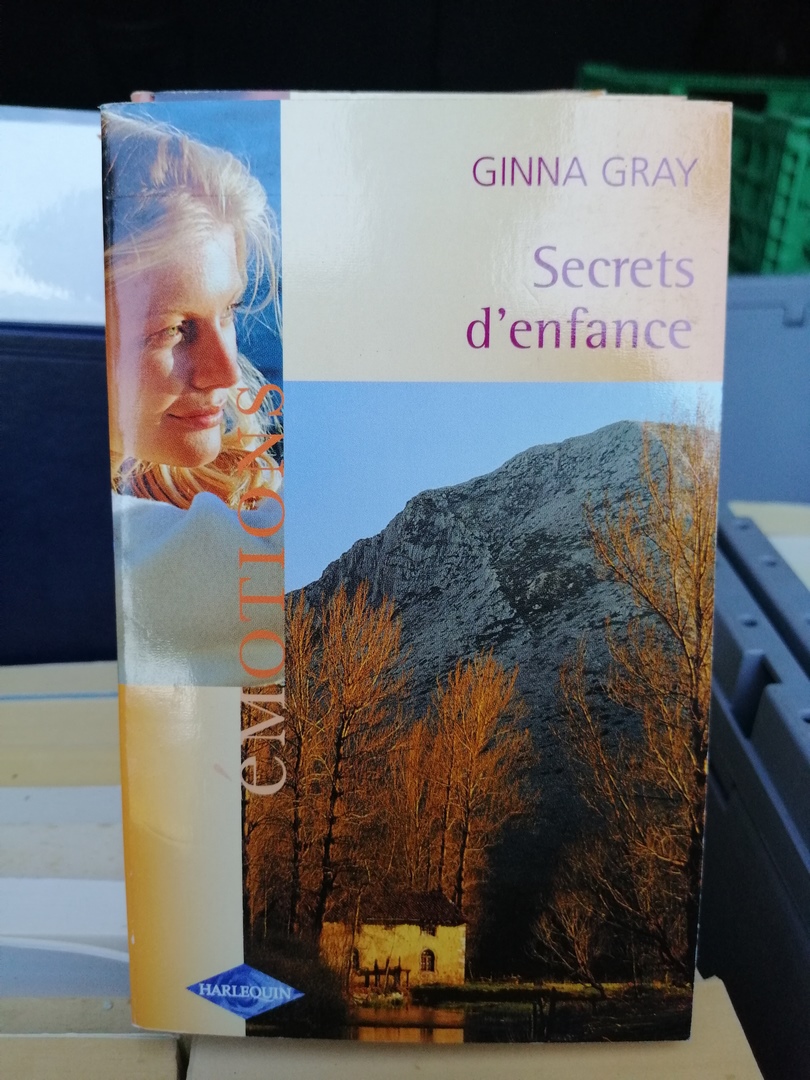 GINNA GRAY
Secrets
d'enfance
éMOTIONS
HARLEQUIN